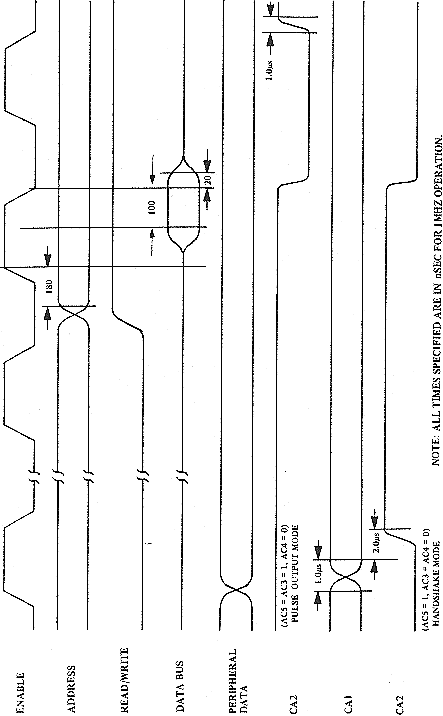 ENABLE
ADDRESS
180
READ/WRITE
DATA BUS
100
20
PERIPHERAL
DATA
CA2
(AC5 = AC3 = 1, AC4 = 0)
PULSE OUTPUT MODE
1.0µs
CA1
1.0µs
CA2
2.0µs
(AC5 = 1, AC3 = AC4 = 0)
HANDSHAKE MODE
NOTE: ALL TIMES SPECIFIED ARE IN nSEC FOR 1MHZ OPERATION.